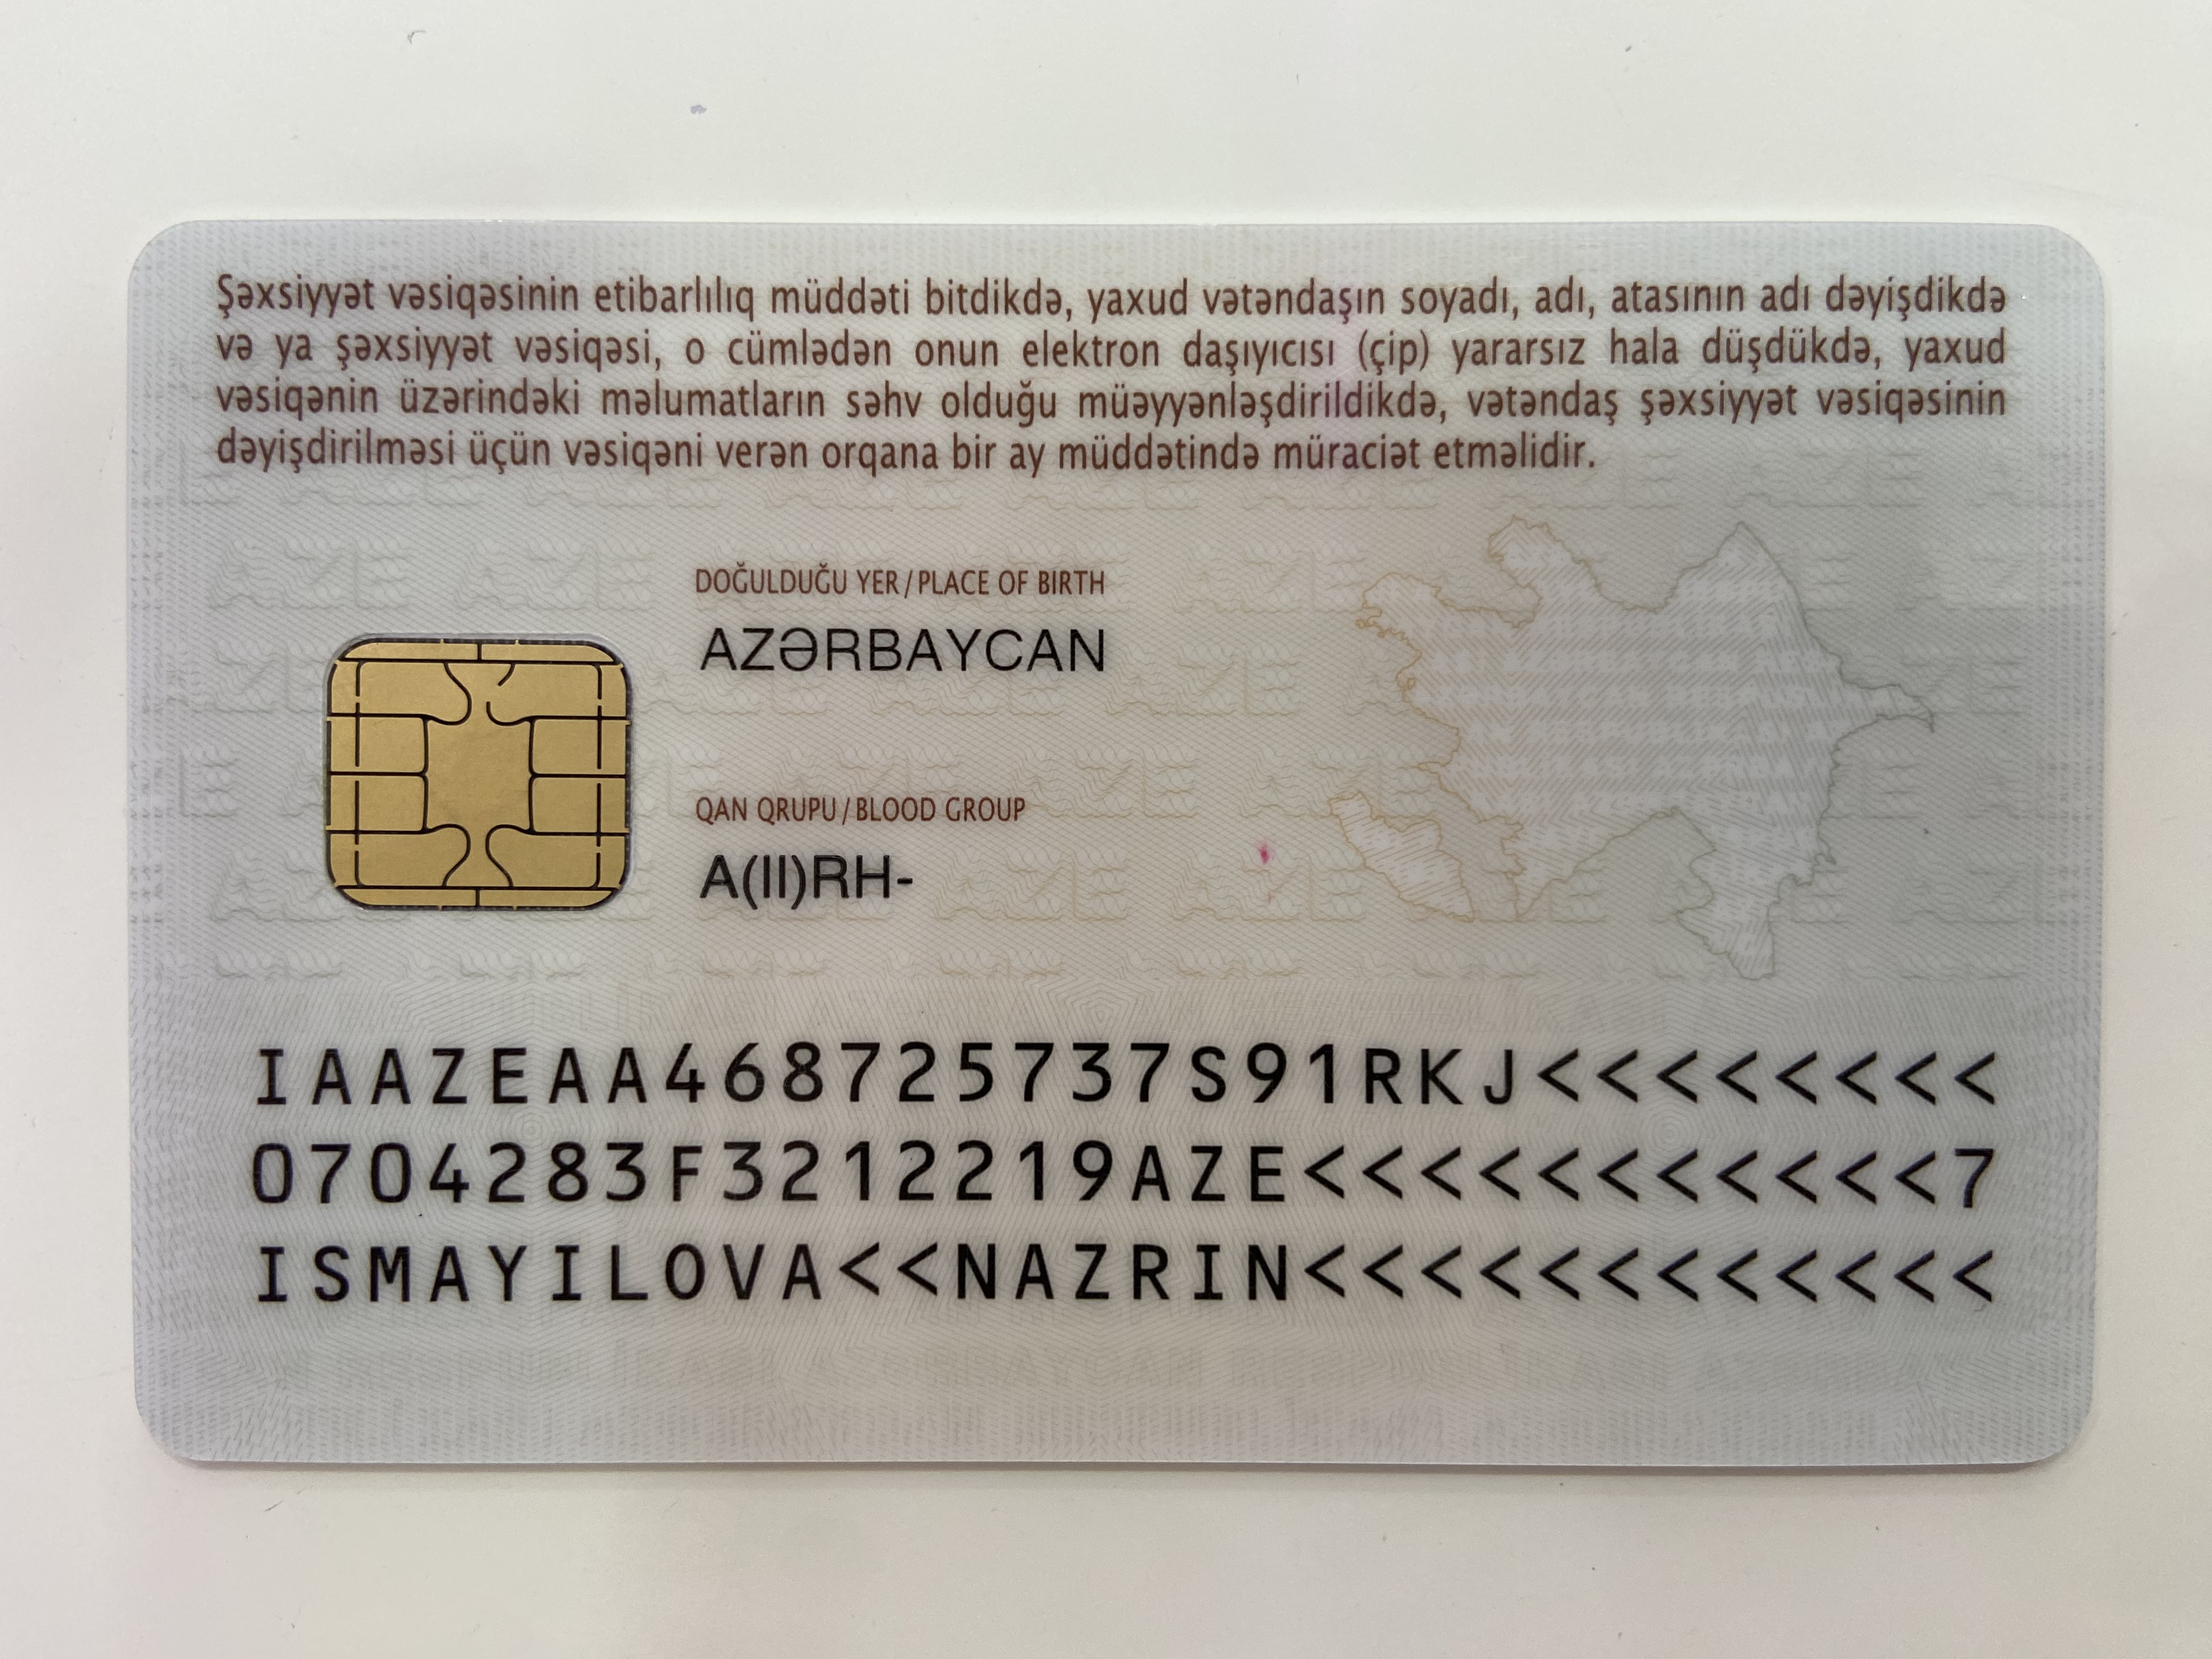 Şəxsiyyət vəsiqəsinin etibarlılıq müddəti bitdikdə, yaxud vətəndaşın soyadı, adı, atasının adı dəyişdikdə
və ya şəxsiyyət vəsiqəsi, o cümlədən onun elektron daşıyıcısı (çip) yararsız hala düşdükdə, yaxud
vəsiqənin üzərindəki məlumatların səhv olduğu müəyyənləşdirildikdə, vətəndaş şəxsiyyət vəsiqəsinin
dəyişdirilməsi üçün vəsiqəni verən orqana bir ay müddətində müraciət etməlidir.
DOĞULDUĞU YER / PLACE OF BIRTH
AZƏRBAYCAN
QAN QRUPU / BLOOD GROUP
A(II)RH-
IAAZEAA468725737S91RKJ<<<<<<<<
0704283F3212219AZE<<<<<<<<<<<7
ISMAYILOVA<<NAZRIN<<<<<<<<<<<<